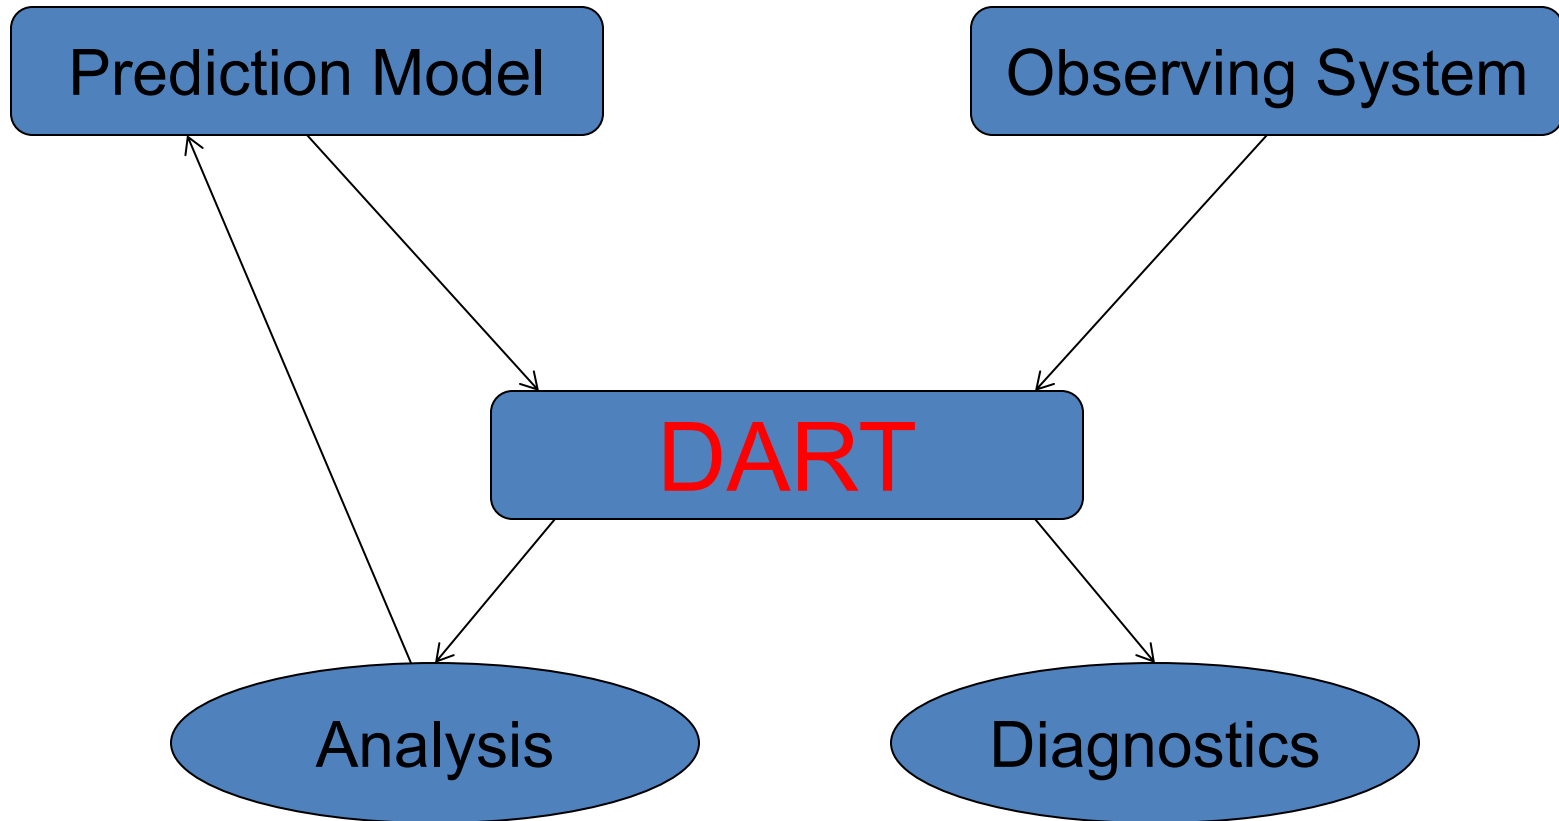 Prediction Model
Observing System
DART
Analysis
Diagnostics